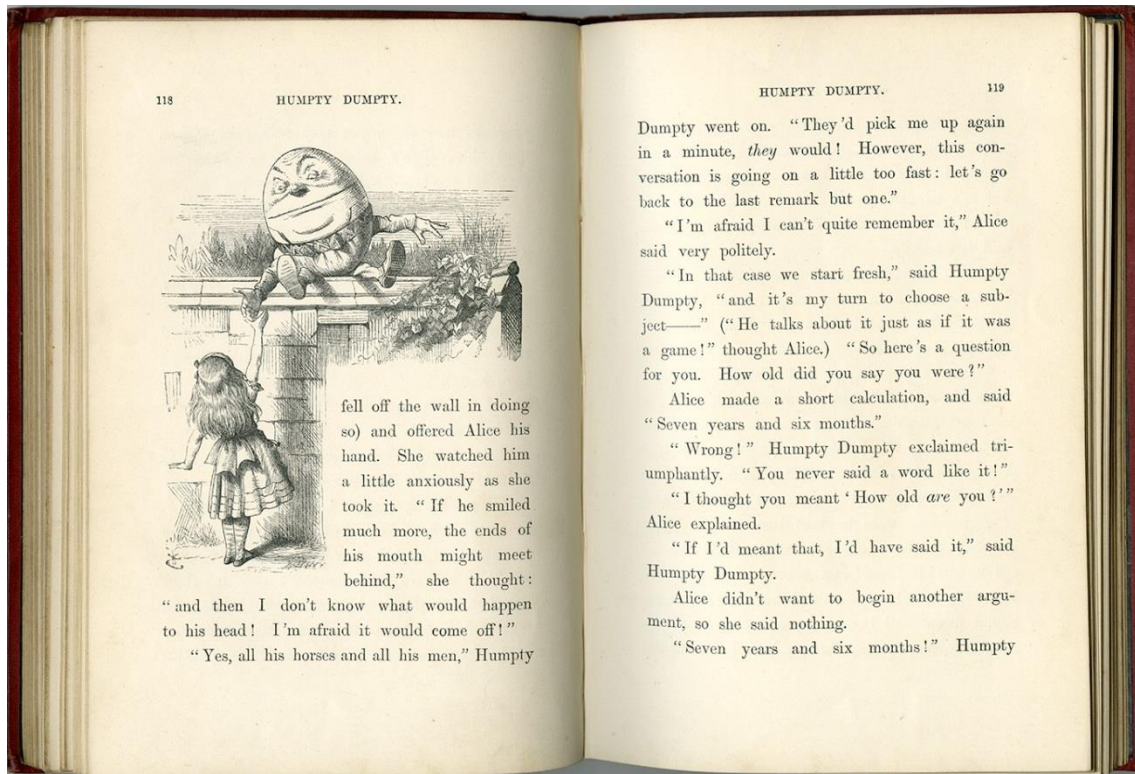 118
HUMPTY DUMPTY.
fell off the wall in doing
so) and offered Alice his
hand. She watched him
a little anxiously as she
took it. "If he smiled
much more, the ends of
his mouth might meet
behind," she thought:
"and then I don't know what would happen
to his head! I'm afraid it would come off!"
"Yes, all his horses and all his men," Humpty
HUMPTY DUMPTY.
119
Dumpty went on. "They'd pick me up again
in a minute, they would! However, this con-
versation is going on a little too fast: let's go
back to the last remark but one."
"I'm afraid I can't quite remember it," Alice
said very politely.
"In that case we start fresh," said Humpty
Dumpty, "and it's my turn to choose a sub-
ject——" ("He talks about it just as if it was
a game!" thought Alice.) "So here's a question
for you. How old did you say you were?"
Alice made a short calculation, and said
"Seven years and six months."
"Wrong!" Humpty Dumpty exclaimed tri-
umphantly. "You never said a word like it!"
"I thought you meant 'How old are you?'"
Alice explained.
"If I'd meant that, I'd have said it," said
Humpty Dumpty.
Alice didn't want to begin another argu-
ment, so she said nothing.
"Seven years and six months!" Humpty